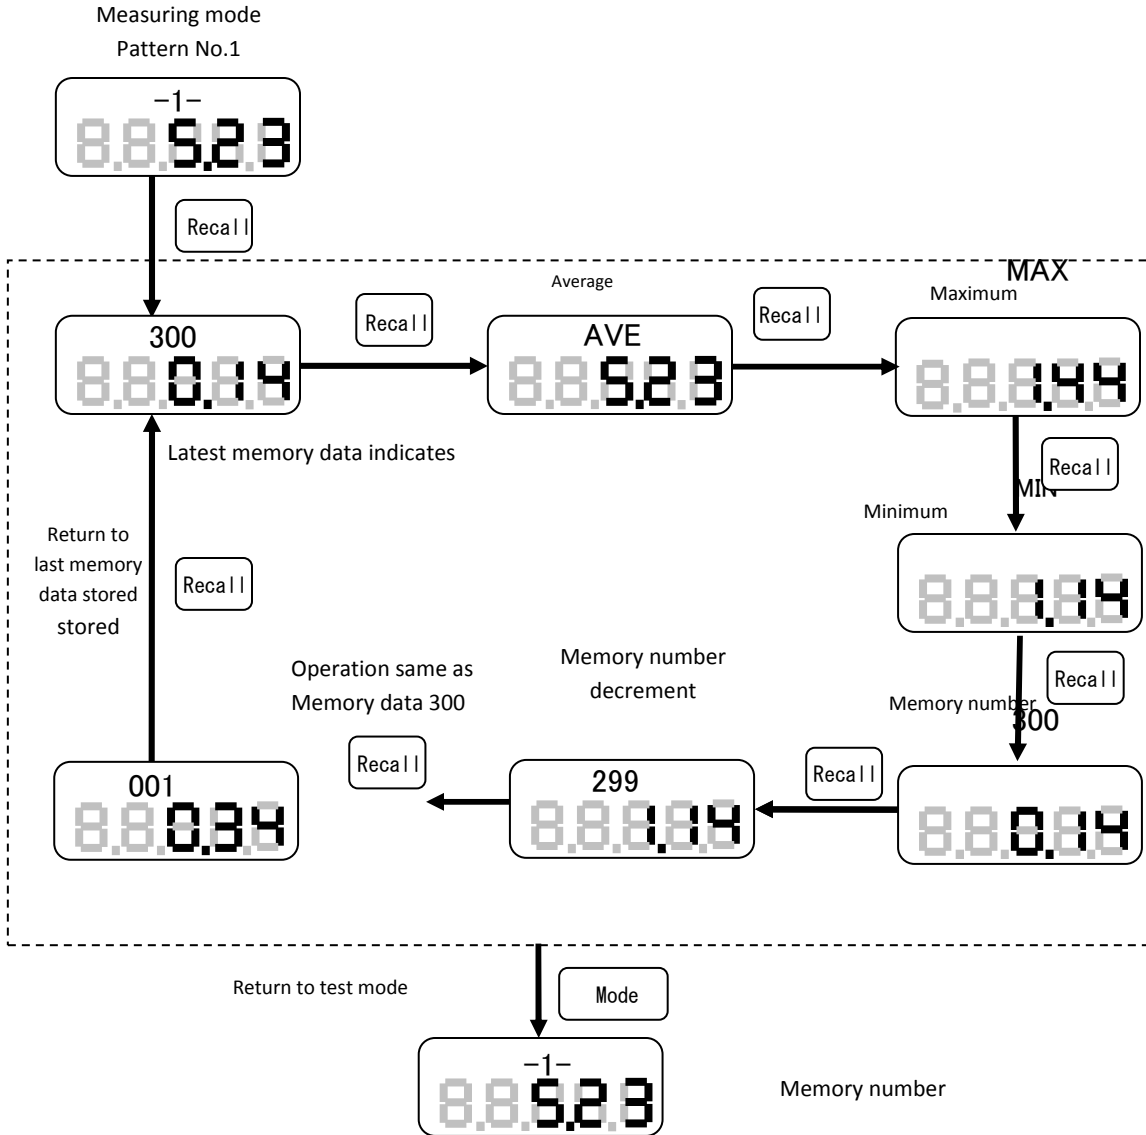 Measuring mode
Pattern No.1
-1-
5.23
Recall
MAX
Average
Maximum
300
0.14
Recall
AVE
5.23
Recall
1.44
Latest memory data indicates
Recall
MIN
Minimum
1.14
Return to
last memory
data stored
stored
Recall
Operation same as
Memory data 300
Memory number
decrement
Recall
Memory number
300
001
0.34
Recall
299
1.14
Recall
0.14
Return to test mode
Mode
-1-
5.23
Memory number